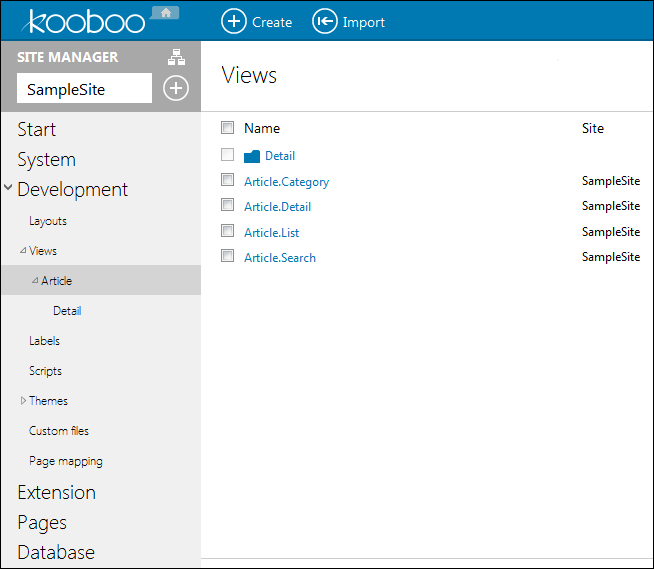 kooboo
Create Import
SITE MANAGER
SampleSite
Views
Start
System
Development
Layouts
Views
Article
Detail
Labels
Scripts
Themes
Custom files
Page mapping
Extension
Pages
Database
Name Site
Detail
Article.Category SampleSite
Article.Detail SampleSite
Article.List SampleSite
Article.Search SampleSite